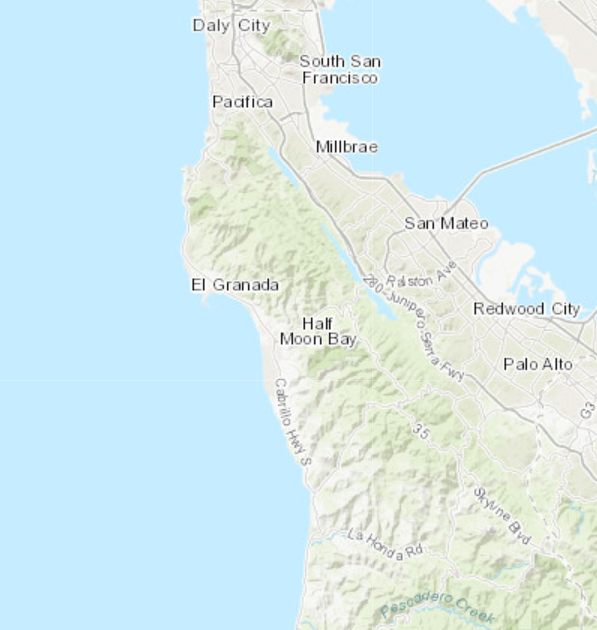 Daly City
South San
Francisco
Pacifica
Millbrae
San Mateo
Ralston Ave
El Granada
280-Junipero Serra Fwy
Redwood City
Half
Moon Bay
Palo Alto
Cabrillo Hwy S
G3
35
Skyline Blvd
La Honda Rd
Pescadero Creek